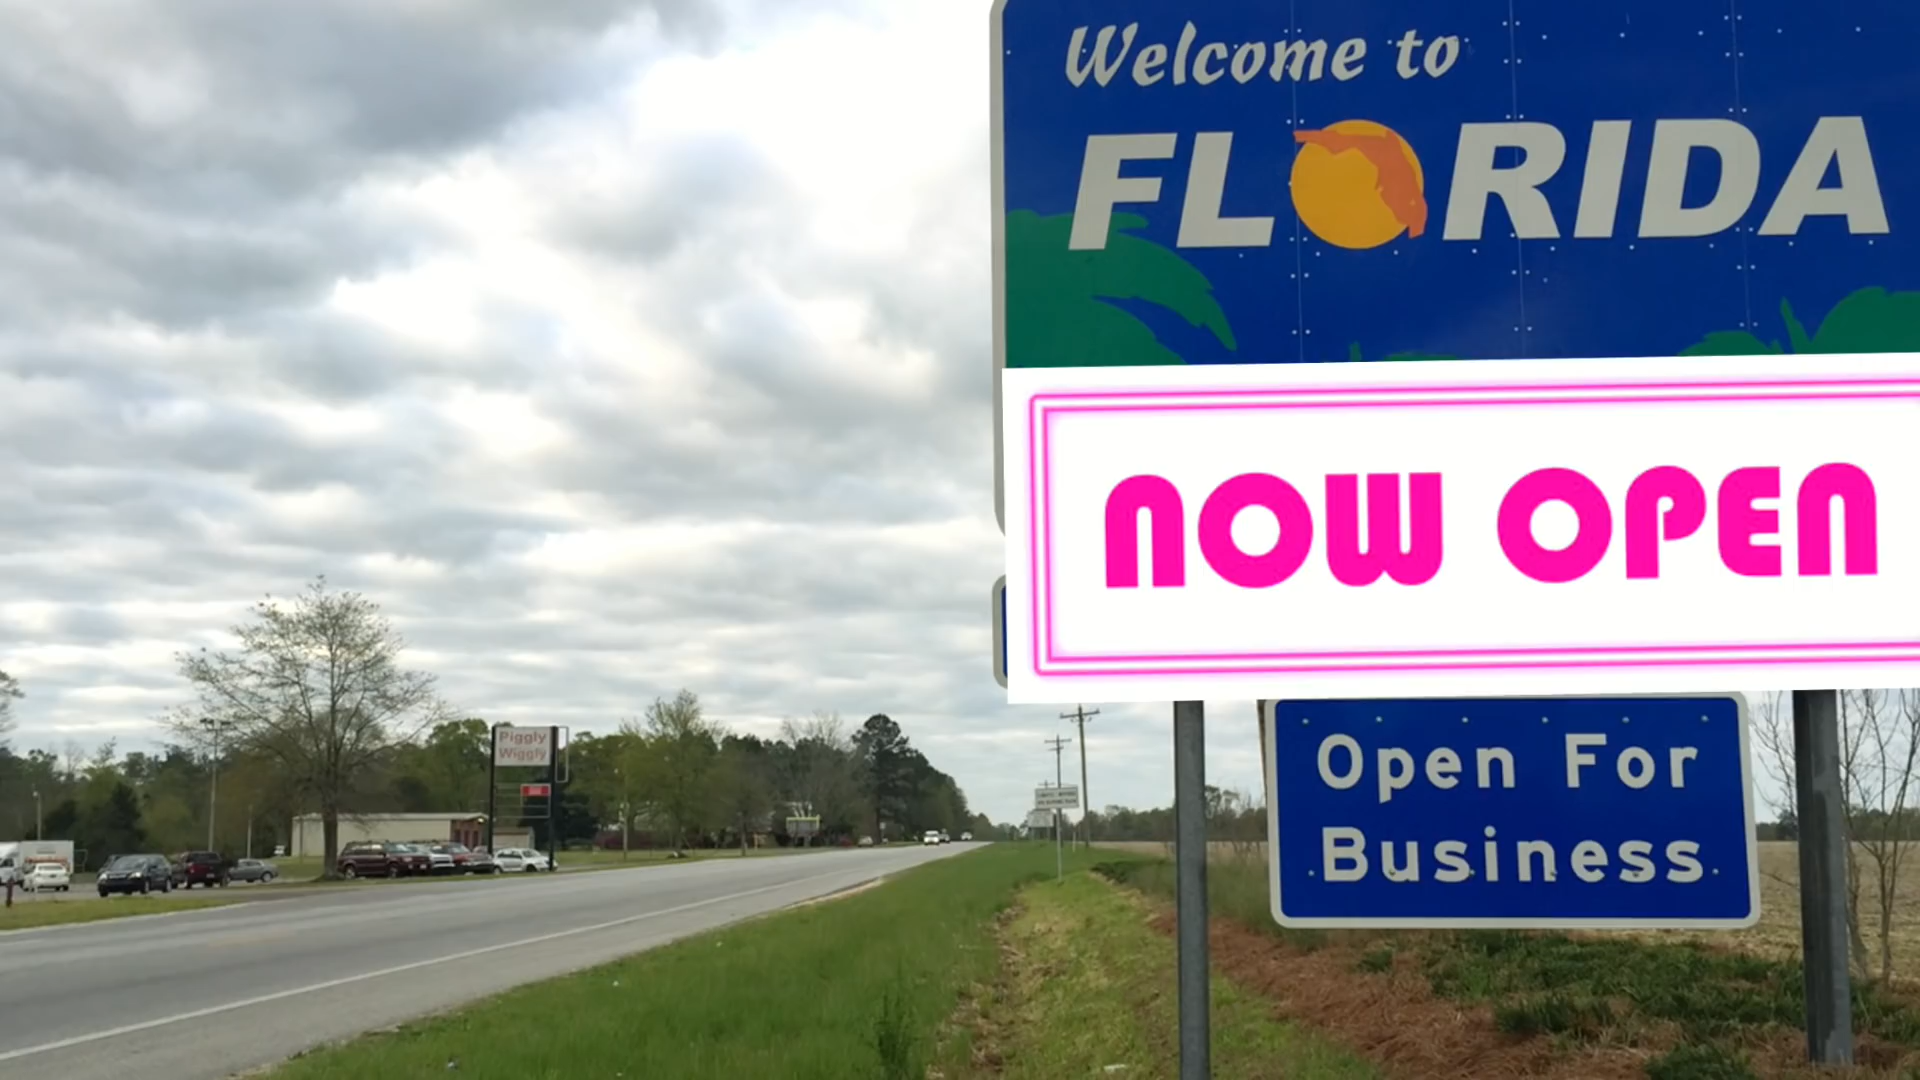 Welcome to
FLORIDA
NOW OPEN
Open For
Business
Piggly
Wiggly